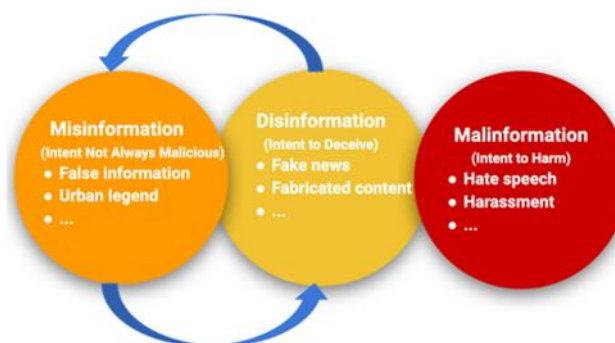 Misinformation
(Intent Not Always Malicious)
● False information
● Urban legend
● ...
Disinformation
(Intent to Deceive)
● Fake news
● Fabricated content
● ...
Malinformation
(Intent to Harm)
● Hate speech
● Harassment
● ...